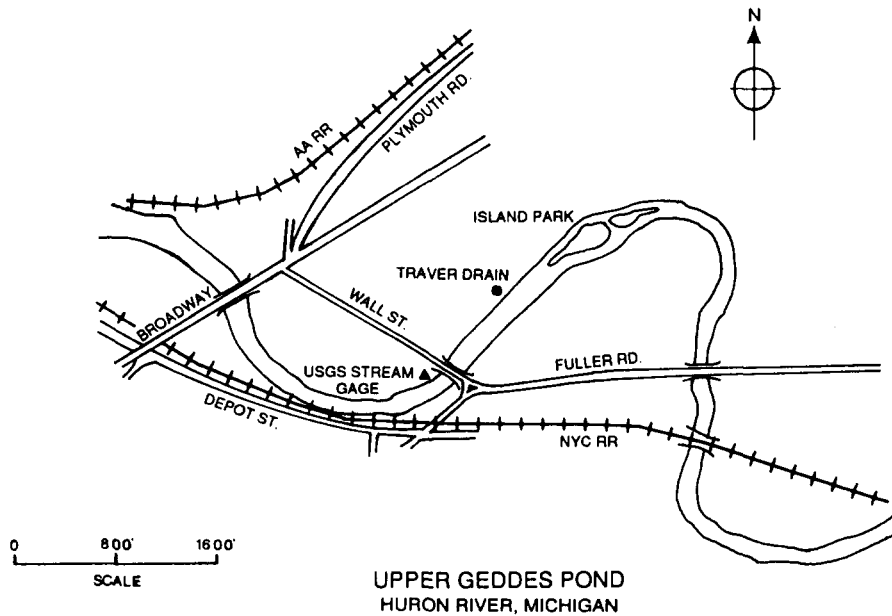 N
AA RR
PLYMOUTH RD.
ISLAND PARK
TRAVER DRAIN
BROADWAY
WALL ST.
USGS STREAM
GAGE
FULLER RD.
DEPOT ST.
NYC RR
0 800' 1600'
SCALE
UPPER GEDDES POND
HURON RIVER, MICHIGAN